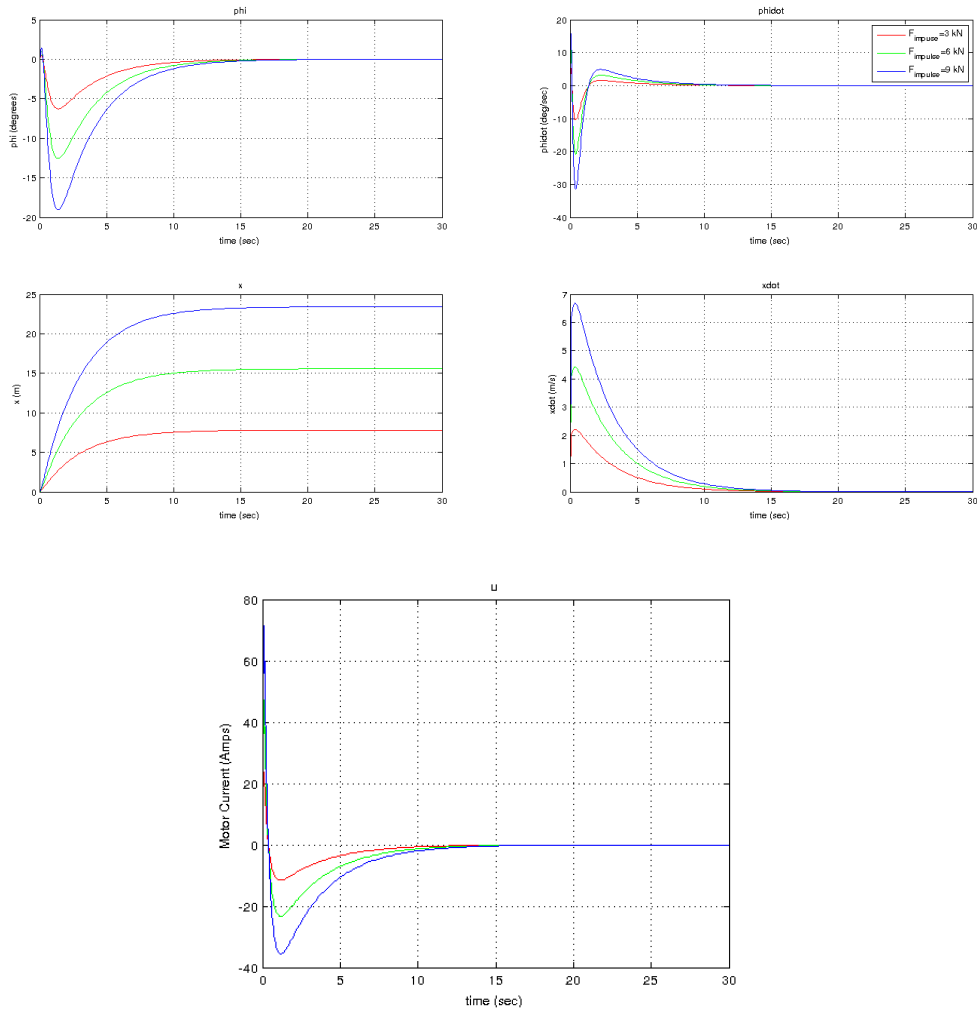 phi
5
0
-5
-10
-15
-20
phi (degrees)
0 5 10 15 20 25 30
time (sec)
phidot
20
10
0
-10
-20
-30
-40
phidot (deg/sec)
0 5 10 15 20 25 30
time (sec)
F_impuse=3 kN
F_impulse=6 kN
F_impulse=9 kN
x
25
20
15
10
5
0
x (m)
0 5 10 15 20 25 30
time (sec)
xdot
7
6
5
4
3
2
1
0
xdot (m/s)
0 5 10 15 20 25 30
time (sec)
u
80
60
40
20
0
-20
-40
Motor Current (Amps)
0 5 10 15 20 25 30
time (sec)